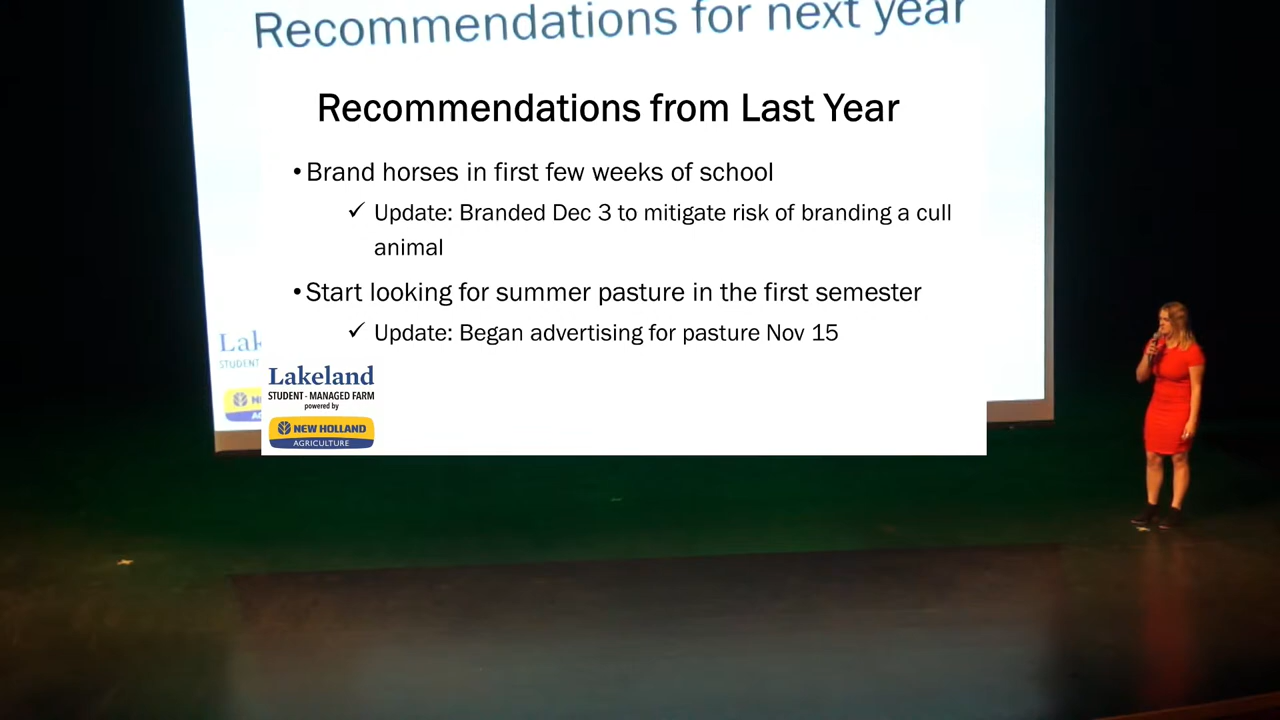 Recommendations for next year
Recommendations from Last Year
• Brand horses in first few weeks of school
✓ Update: Branded Dec 3 to mitigate risk of branding a cull
animal
• Start looking for summer pasture in the first semester
✓ Update: Began advertising for pasture Nov 15
Lak
STUDENT
Lakeland
STUDENT - MANAGED FARM
powered by
NEW HOLLAND
AGRICULTURE